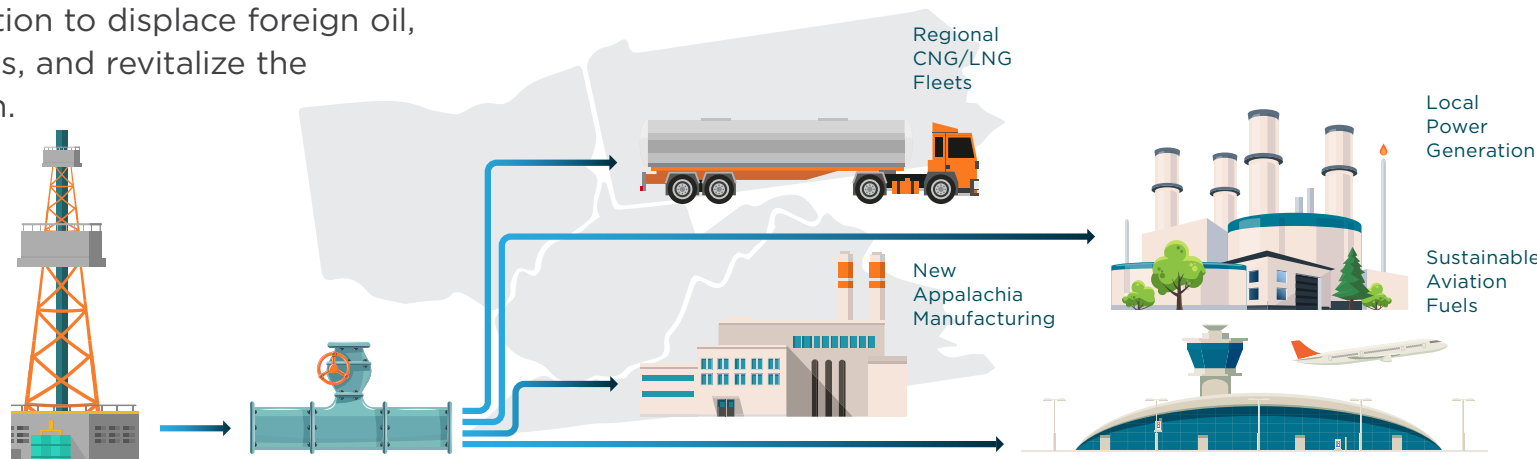 tion to displace foreign oil,
s, and revitalize the
n.
Regional
CNG/LNG
Fleets
Local
Power
Generation
New
Appalachia
Manufacturing
Sustainable
Aviation
Fuels